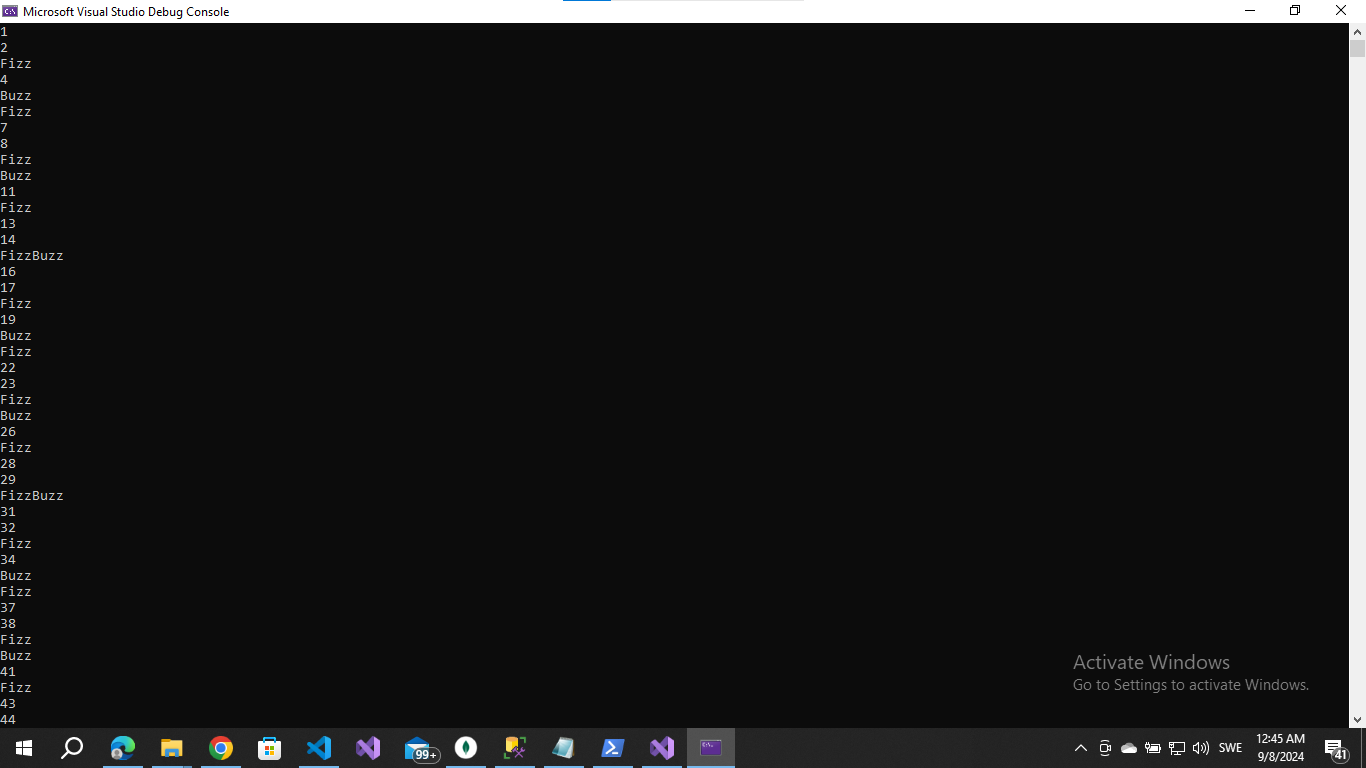 Microsoft Visual Studio Debug Console
1
2
Fizz
4
Buzz
Fizz
7
8
Fizz
Buzz
11
Fizz
13
14
FizzBuzz
16
17
Fizz
19
Buzz
Fizz
22
23
Fizz
Buzz
26
Fizz
28
29
FizzBuzz
31
32
Fizz
34
Buzz
Fizz
37
38
Fizz
Buzz
41
Fizz
43
44
Activate Windows
Go to Settings to activate Windows.
99+
SWE
12:45 AM
9/8/2024
41